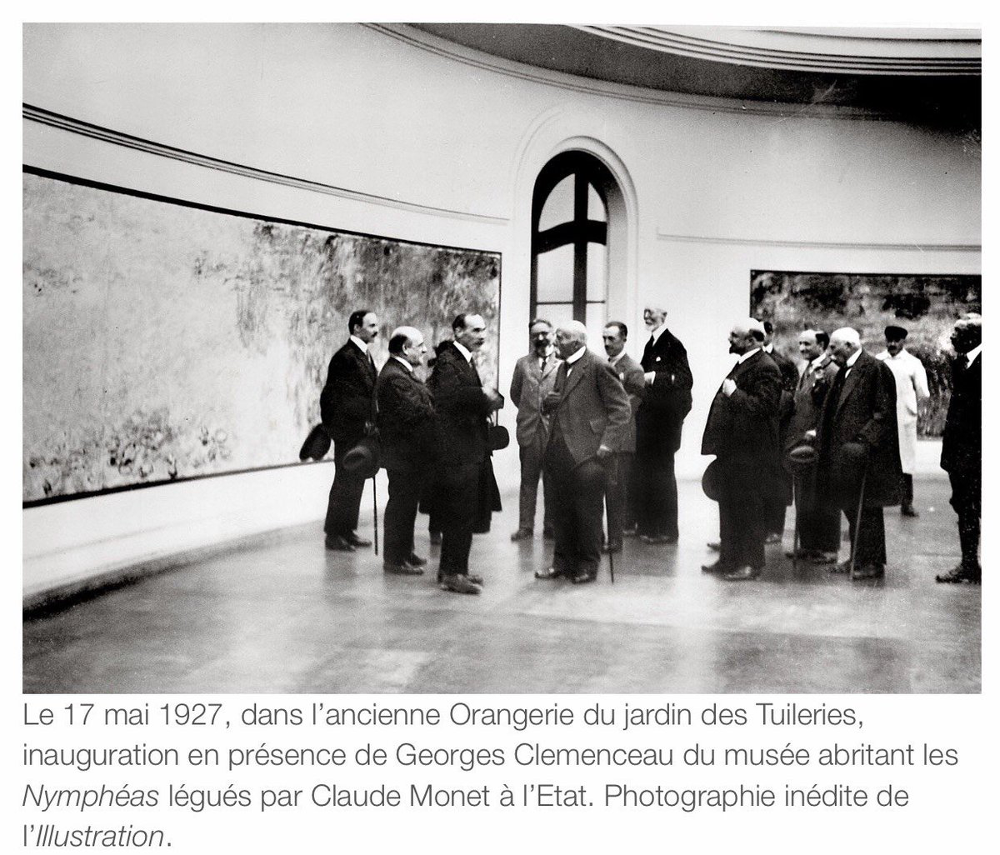 Le 17 mai 1927, dans l’ancienne Orangerie du jardin des Tuileries,
inauguration en présence de Georges Clemenceau du musée abritant les
Nymphéas légués par Claude Monet à l’Etat. Photographie inédite de
l’Illustration.